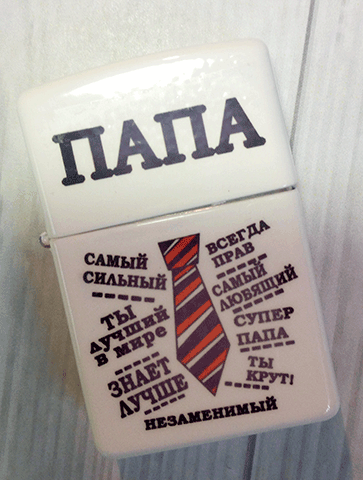 ПАПА
САМЫЙ
СИЛЬНЫЙ
ТЫ
лучший
в мире
ЗНАЕТ
ЛУЧШЕ
ВСЕГДА
ПРАВ
САМЫЙ
ЛЮБЯЩИЙ
СУПЕР
ПАПА
ТЫ
КРУТ!
НЕЗАМЕНИМЫЙ